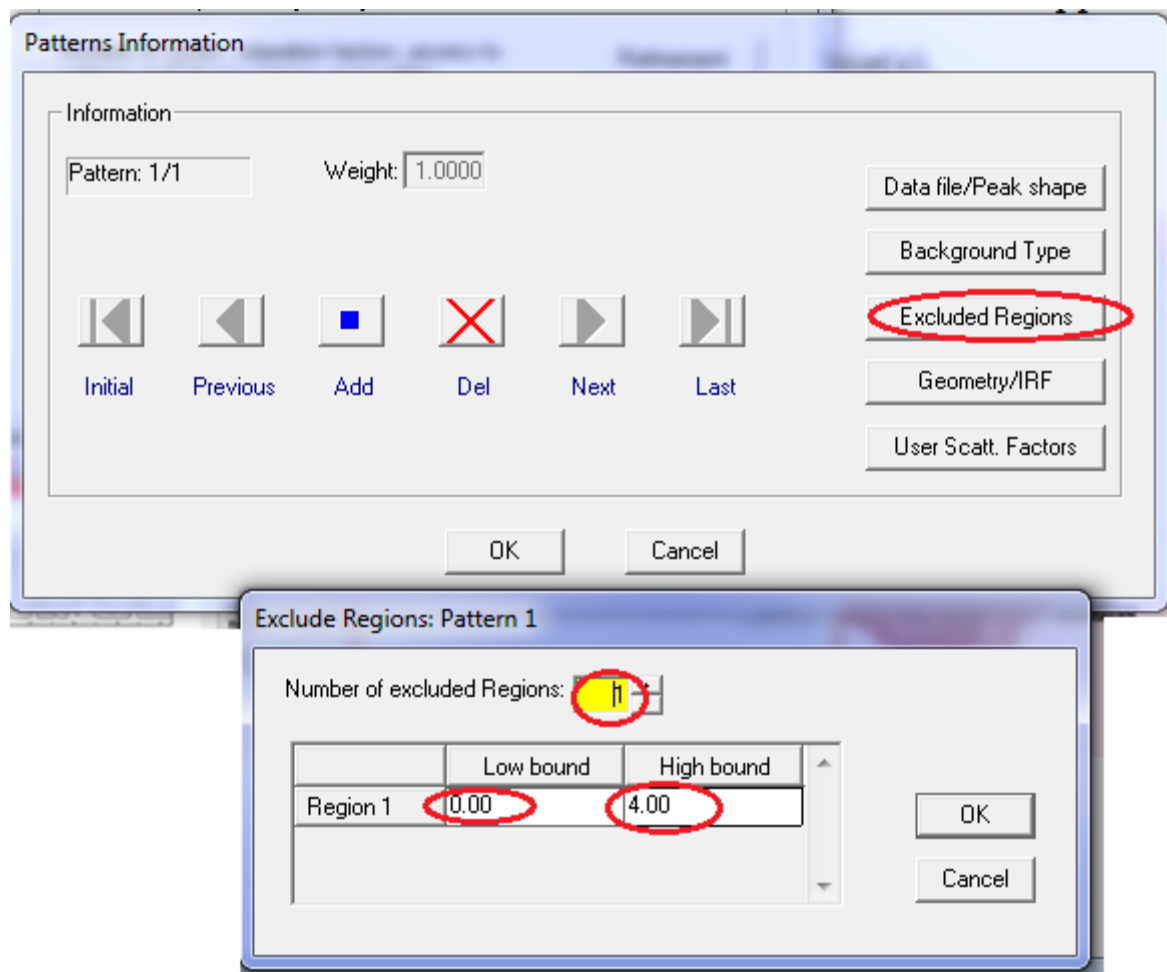 Patterns Information
Information
Pattern: 1/1
Weight: 1.0000
Data file/Peak shape
Background Type
Excluded Regions
Geometry/IRF
User Scatt. Factors
Initial Previous Add Del Next Last
OK Cancel
Exclude Regions: Pattern 1
Number of excluded Regions: 1
Low bound High bound
Region 1 0.00 4.00
OK
Cancel